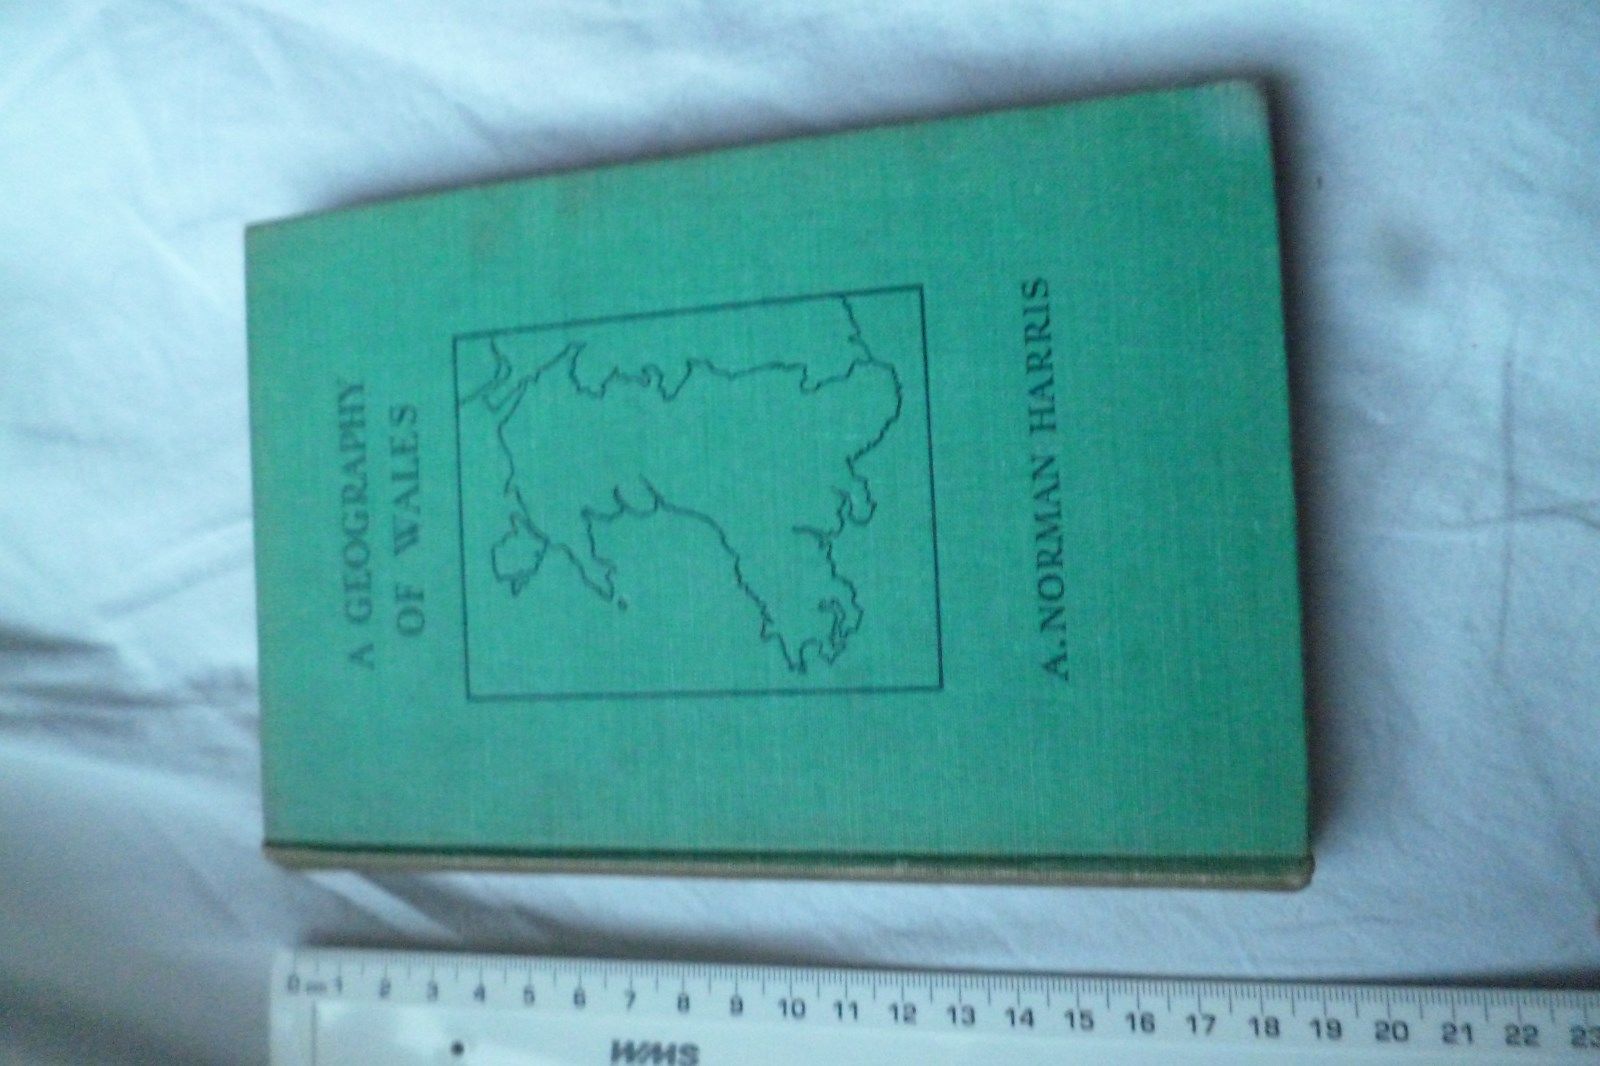 A GEOGRAPHY
OF WALES
A. NORMAN HARRIS
0 cm 1 2 3 4 5 6 7 8 9 10 11 12 13 14 15 16 17 18 19 20 21 22 23
WHS